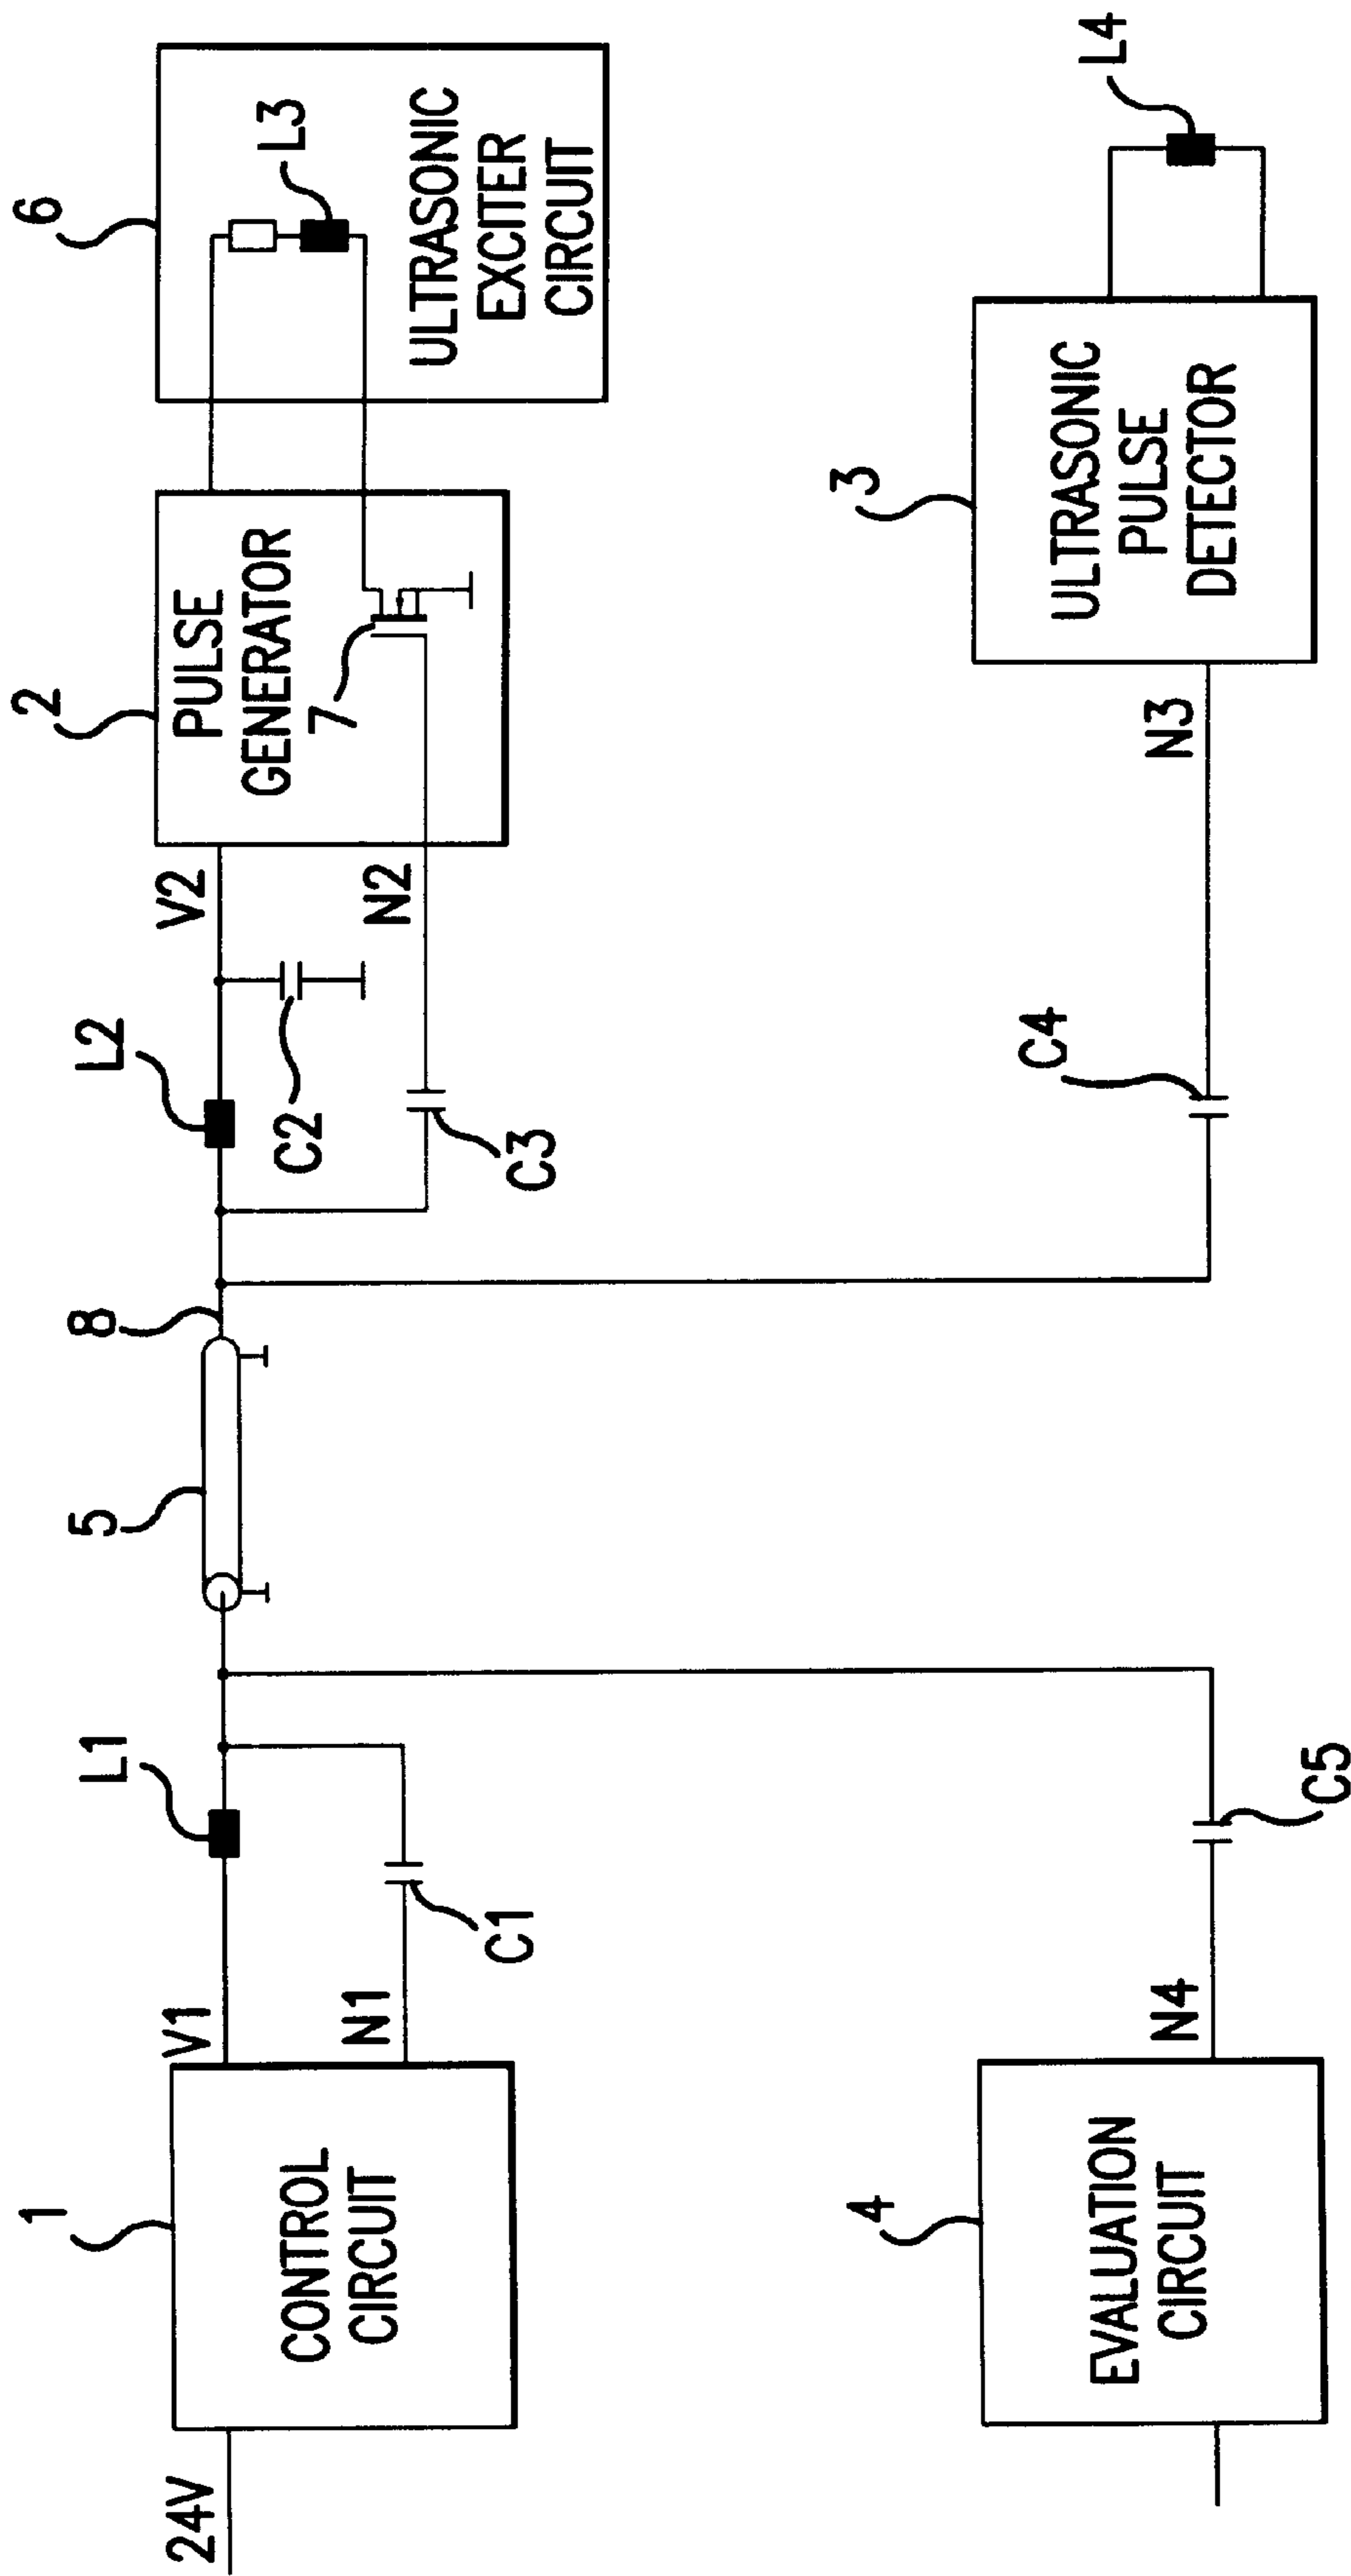 24V
1
CONTROL
CIRCUIT
V1
N1
L1
C1
5
8
L2
C2
C3
V2
N2
2
PULSE
GENERATOR
7
6
L3
ULTRASONIC
EXCITER
CIRCUIT
4
EVALUATION
CIRCUIT
N4
C5
C4
N3
3
ULTRASONIC
PULSE
DETECTOR
L4